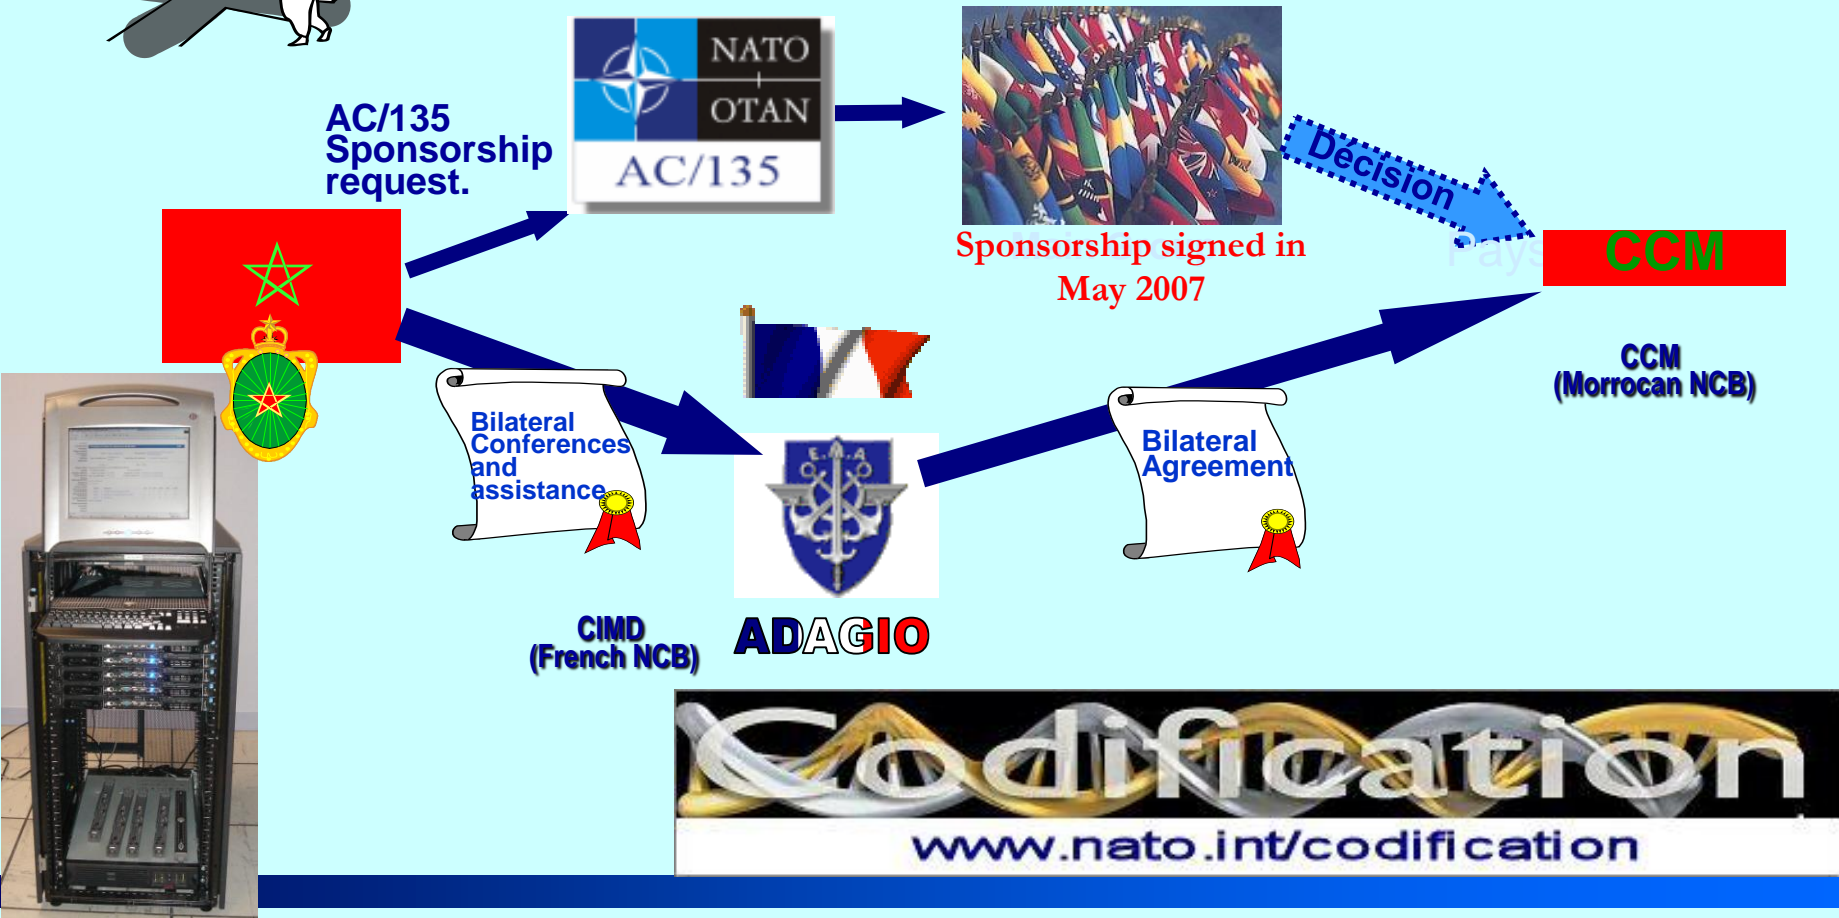 NATO
OTAN
AC/135
AC/135
Sponsorship
request.
Décision
Sponsorship signed in
May 2007
Pays
CCM
CCM
(Morrocan NCB)
Bilateral
Conferences
and
assistance
E.M.A
Bilateral
Agreement
CIMD
(French NCB)
ADAGIO
Codification
www.nato.int/codification